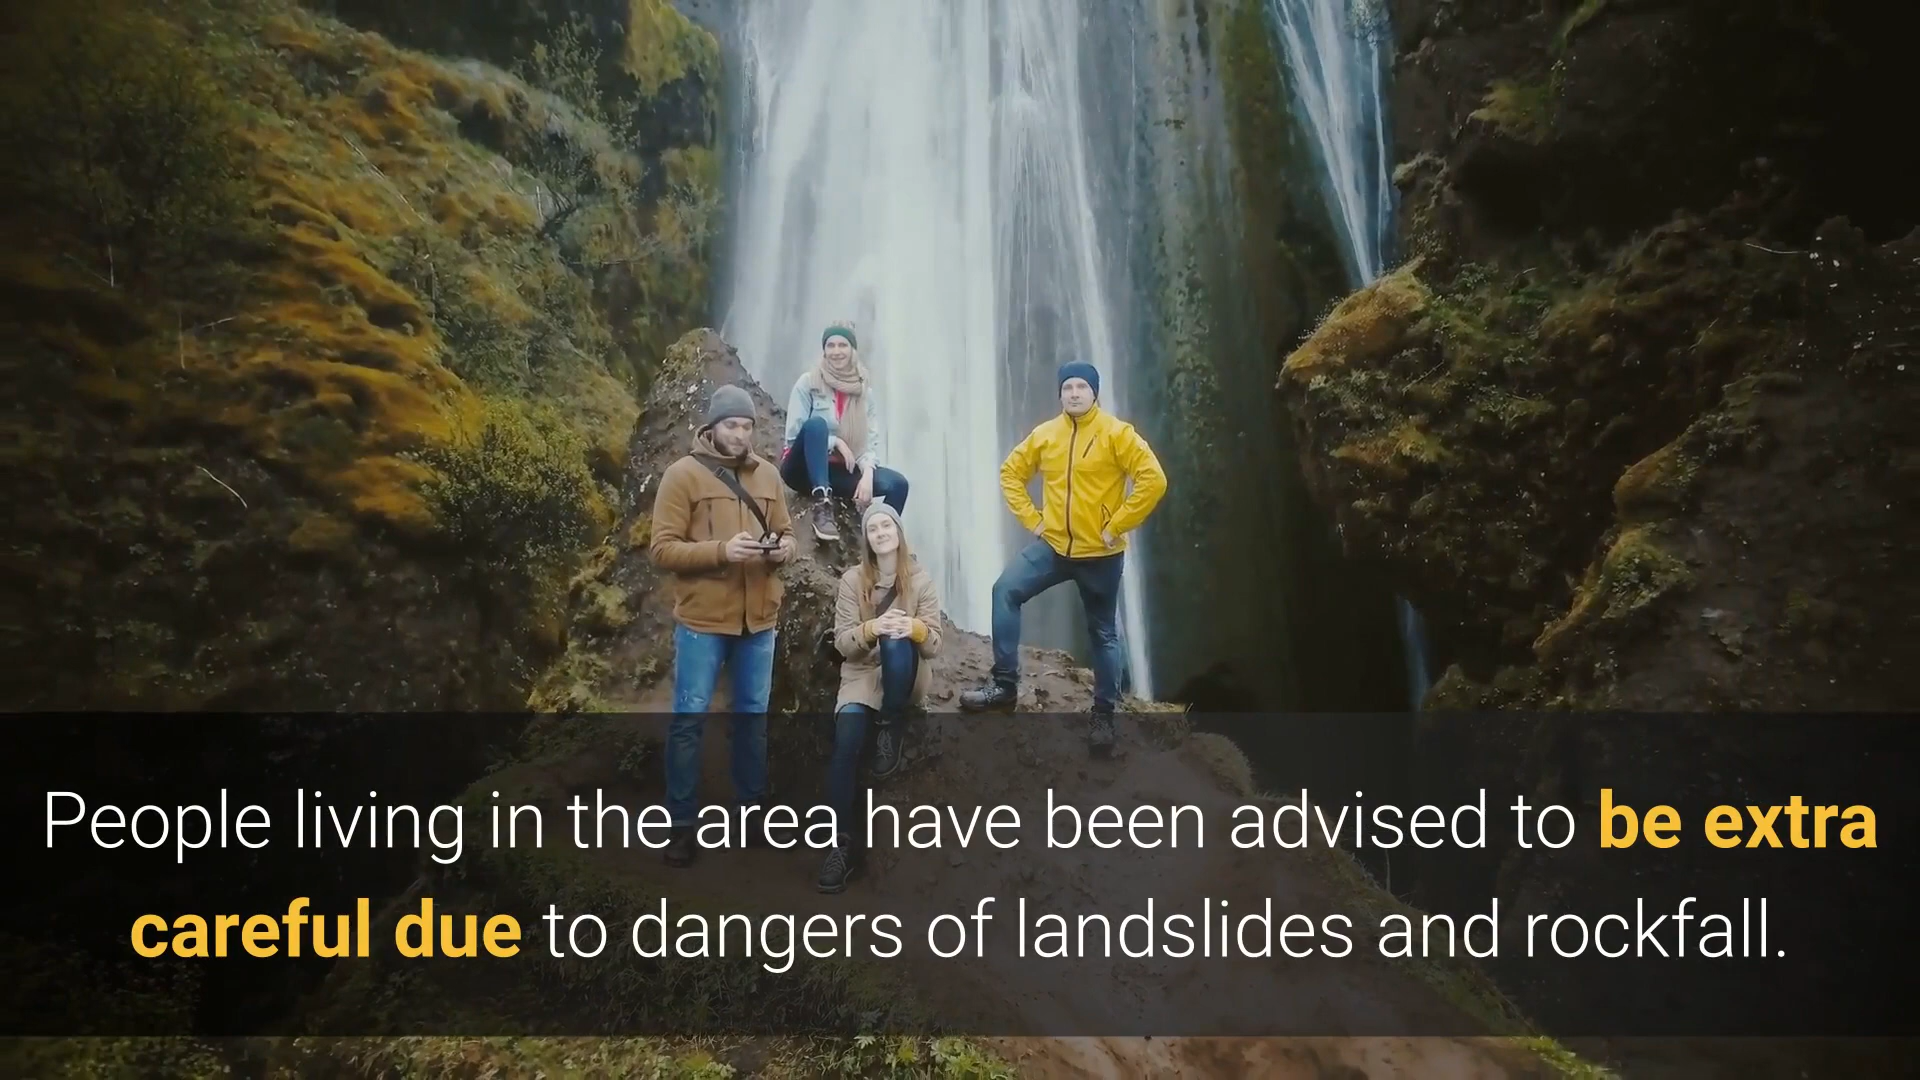 People living in the area have been advised to be extra
careful due to dangers of landslides and rockfall.